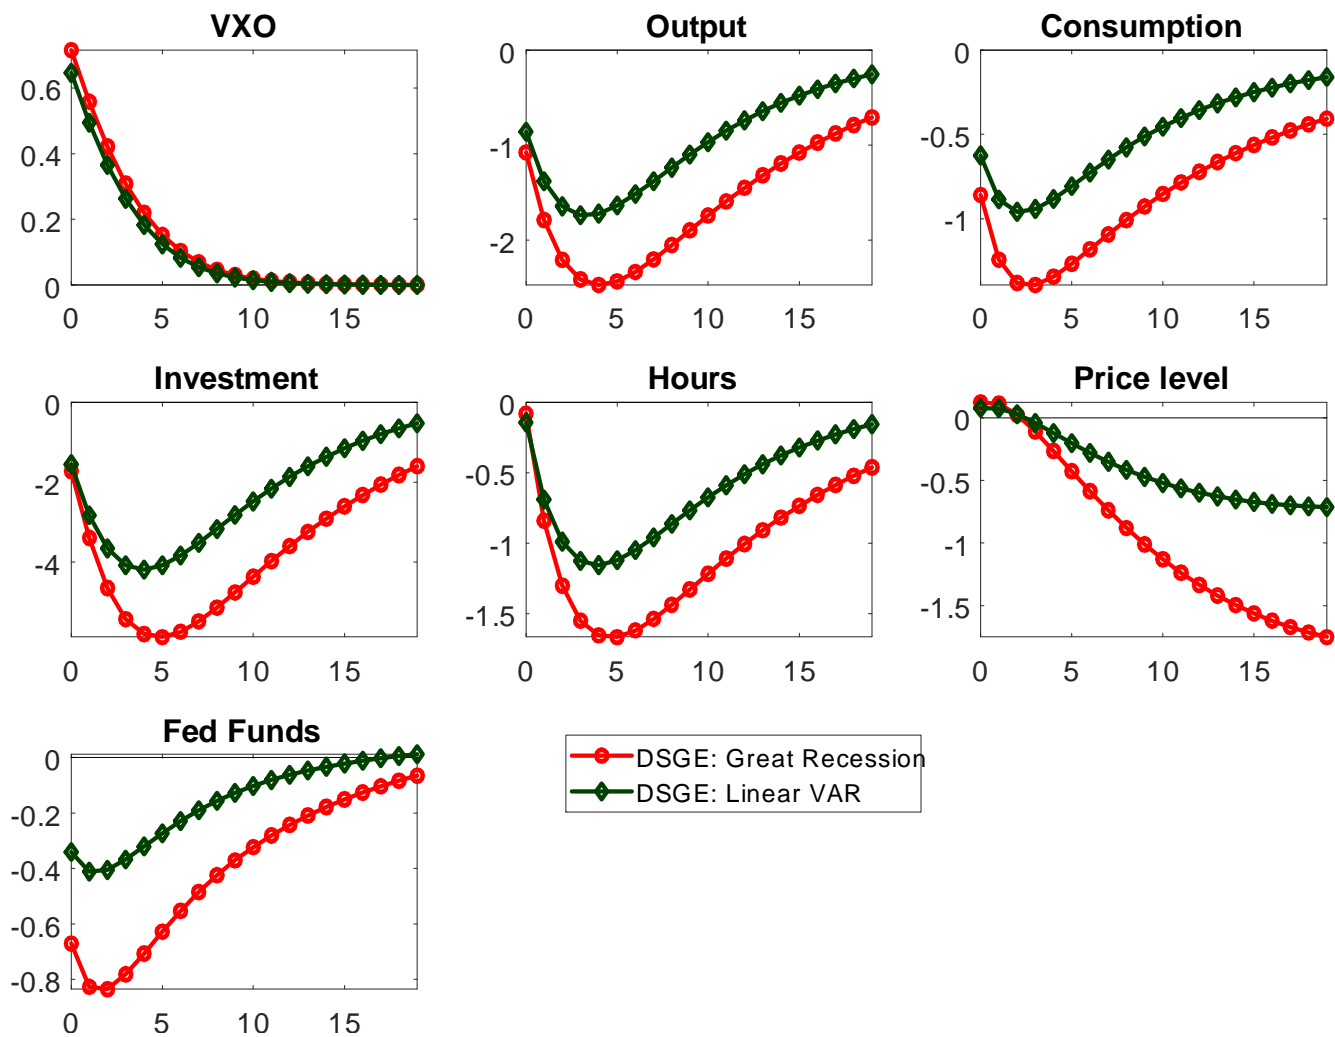 VXO Output Consumption
0.6
0.4
0.2
0
0 5 10 15
0
-1
-2
0 5 10 15
0
-0.5
-1
0 5 10 15
Investment Hours Price level
0
-2
-4
0 5 10 15
0
-0.5
-1
-1.5
0 5 10 15
0
-0.5
-1
-1.5
0 5 10 15
Fed Funds
0
-0.2
-0.4
-0.6
-0.8
0 5 10 15
DSGE: Great Recession
DSGE: Linear VAR